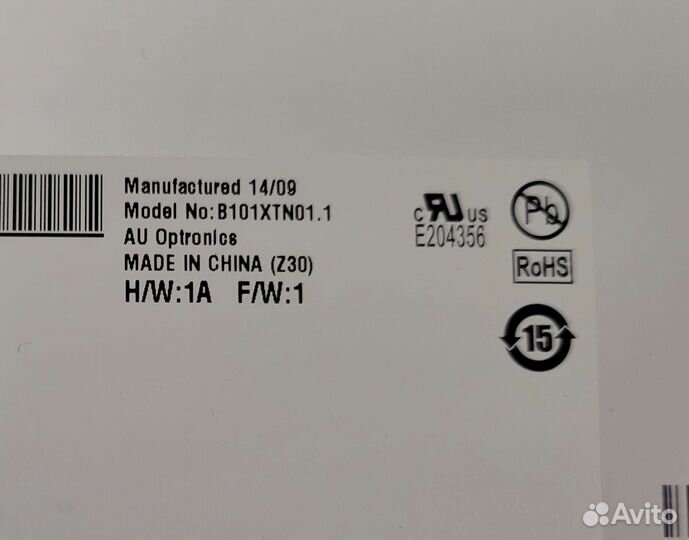 Manufactured 14/09
Model No:B101XTN01.1
AU Optronics
MADE IN CHINA (Z30)
H/W:1A F/W:1
c RU US
E204356
Pb
RoHS
15
Avito